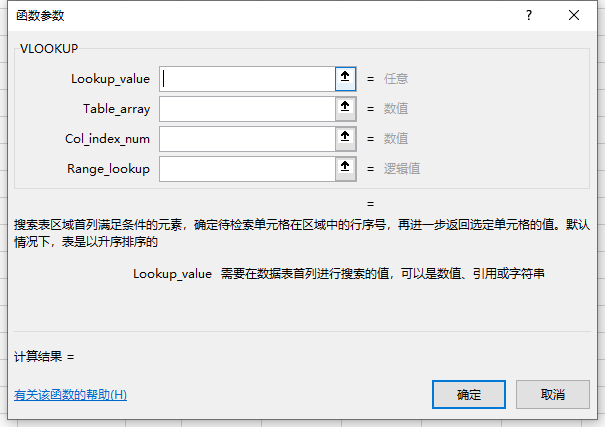 函数参数
?
VLOOKUP
Lookup_value = 任意
Table_array = 数值
Col_index_num = 数值
Range_lookup = 逻辑值
=
搜索表区域首列满足条件的元素，确定待检索单元格在区域中的行序号，再进一步返回选定单元格的值。默认
情况下，表是以升序排序的
Lookup_value 需要在数据表首列进行搜索的值，可以是数值、引用或字符串
计算结果 =
有关该函数的帮助(H)
确定
取消